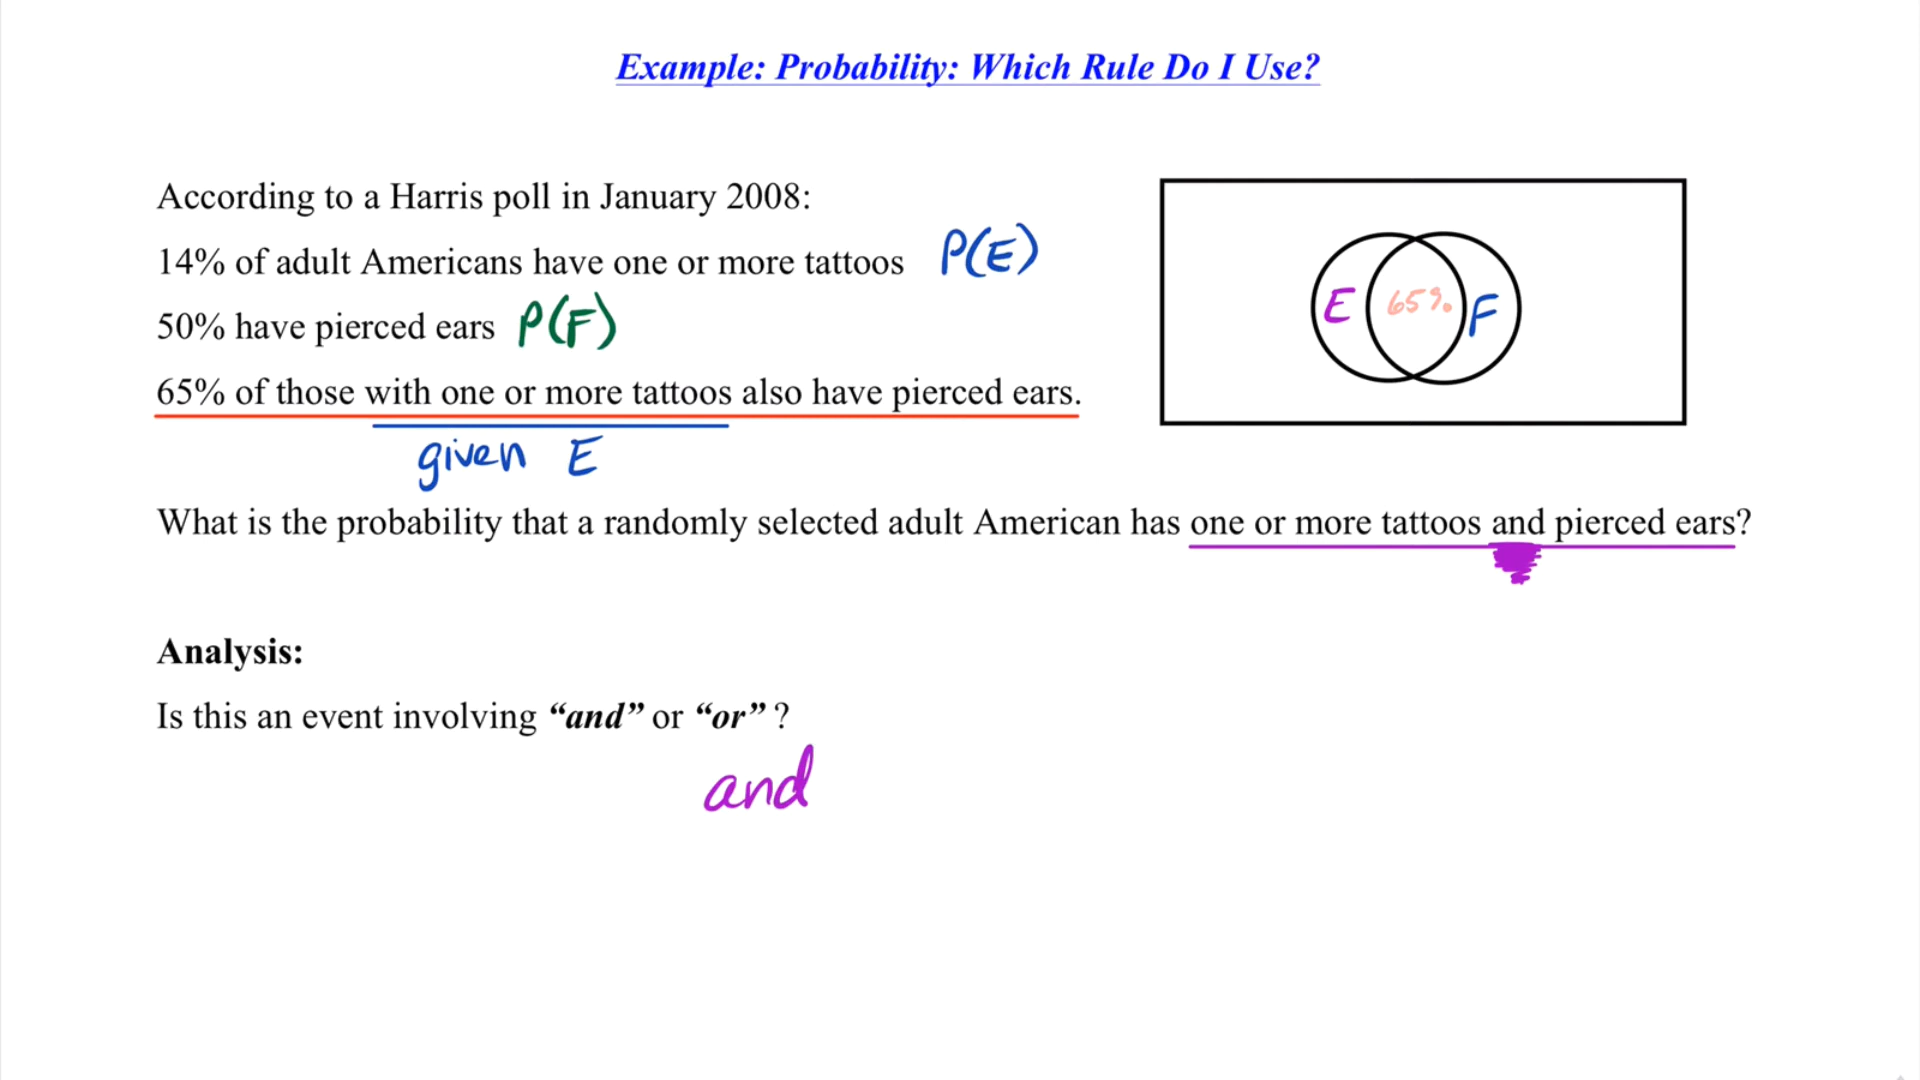 Example: Probability: Which Rule Do I Use?
According to a Harris poll in January 2008:
14% of adult Americans have one or more tattoos P(E)
50% have pierced ears P(F)
65% of those with one or more tattoos also have pierced ears.
given E
E 65% F
What is the probability that a randomly selected adult American has one or more tattoos and pierced ears?
Analysis:
Is this an event involving “and” or “or” ?
and